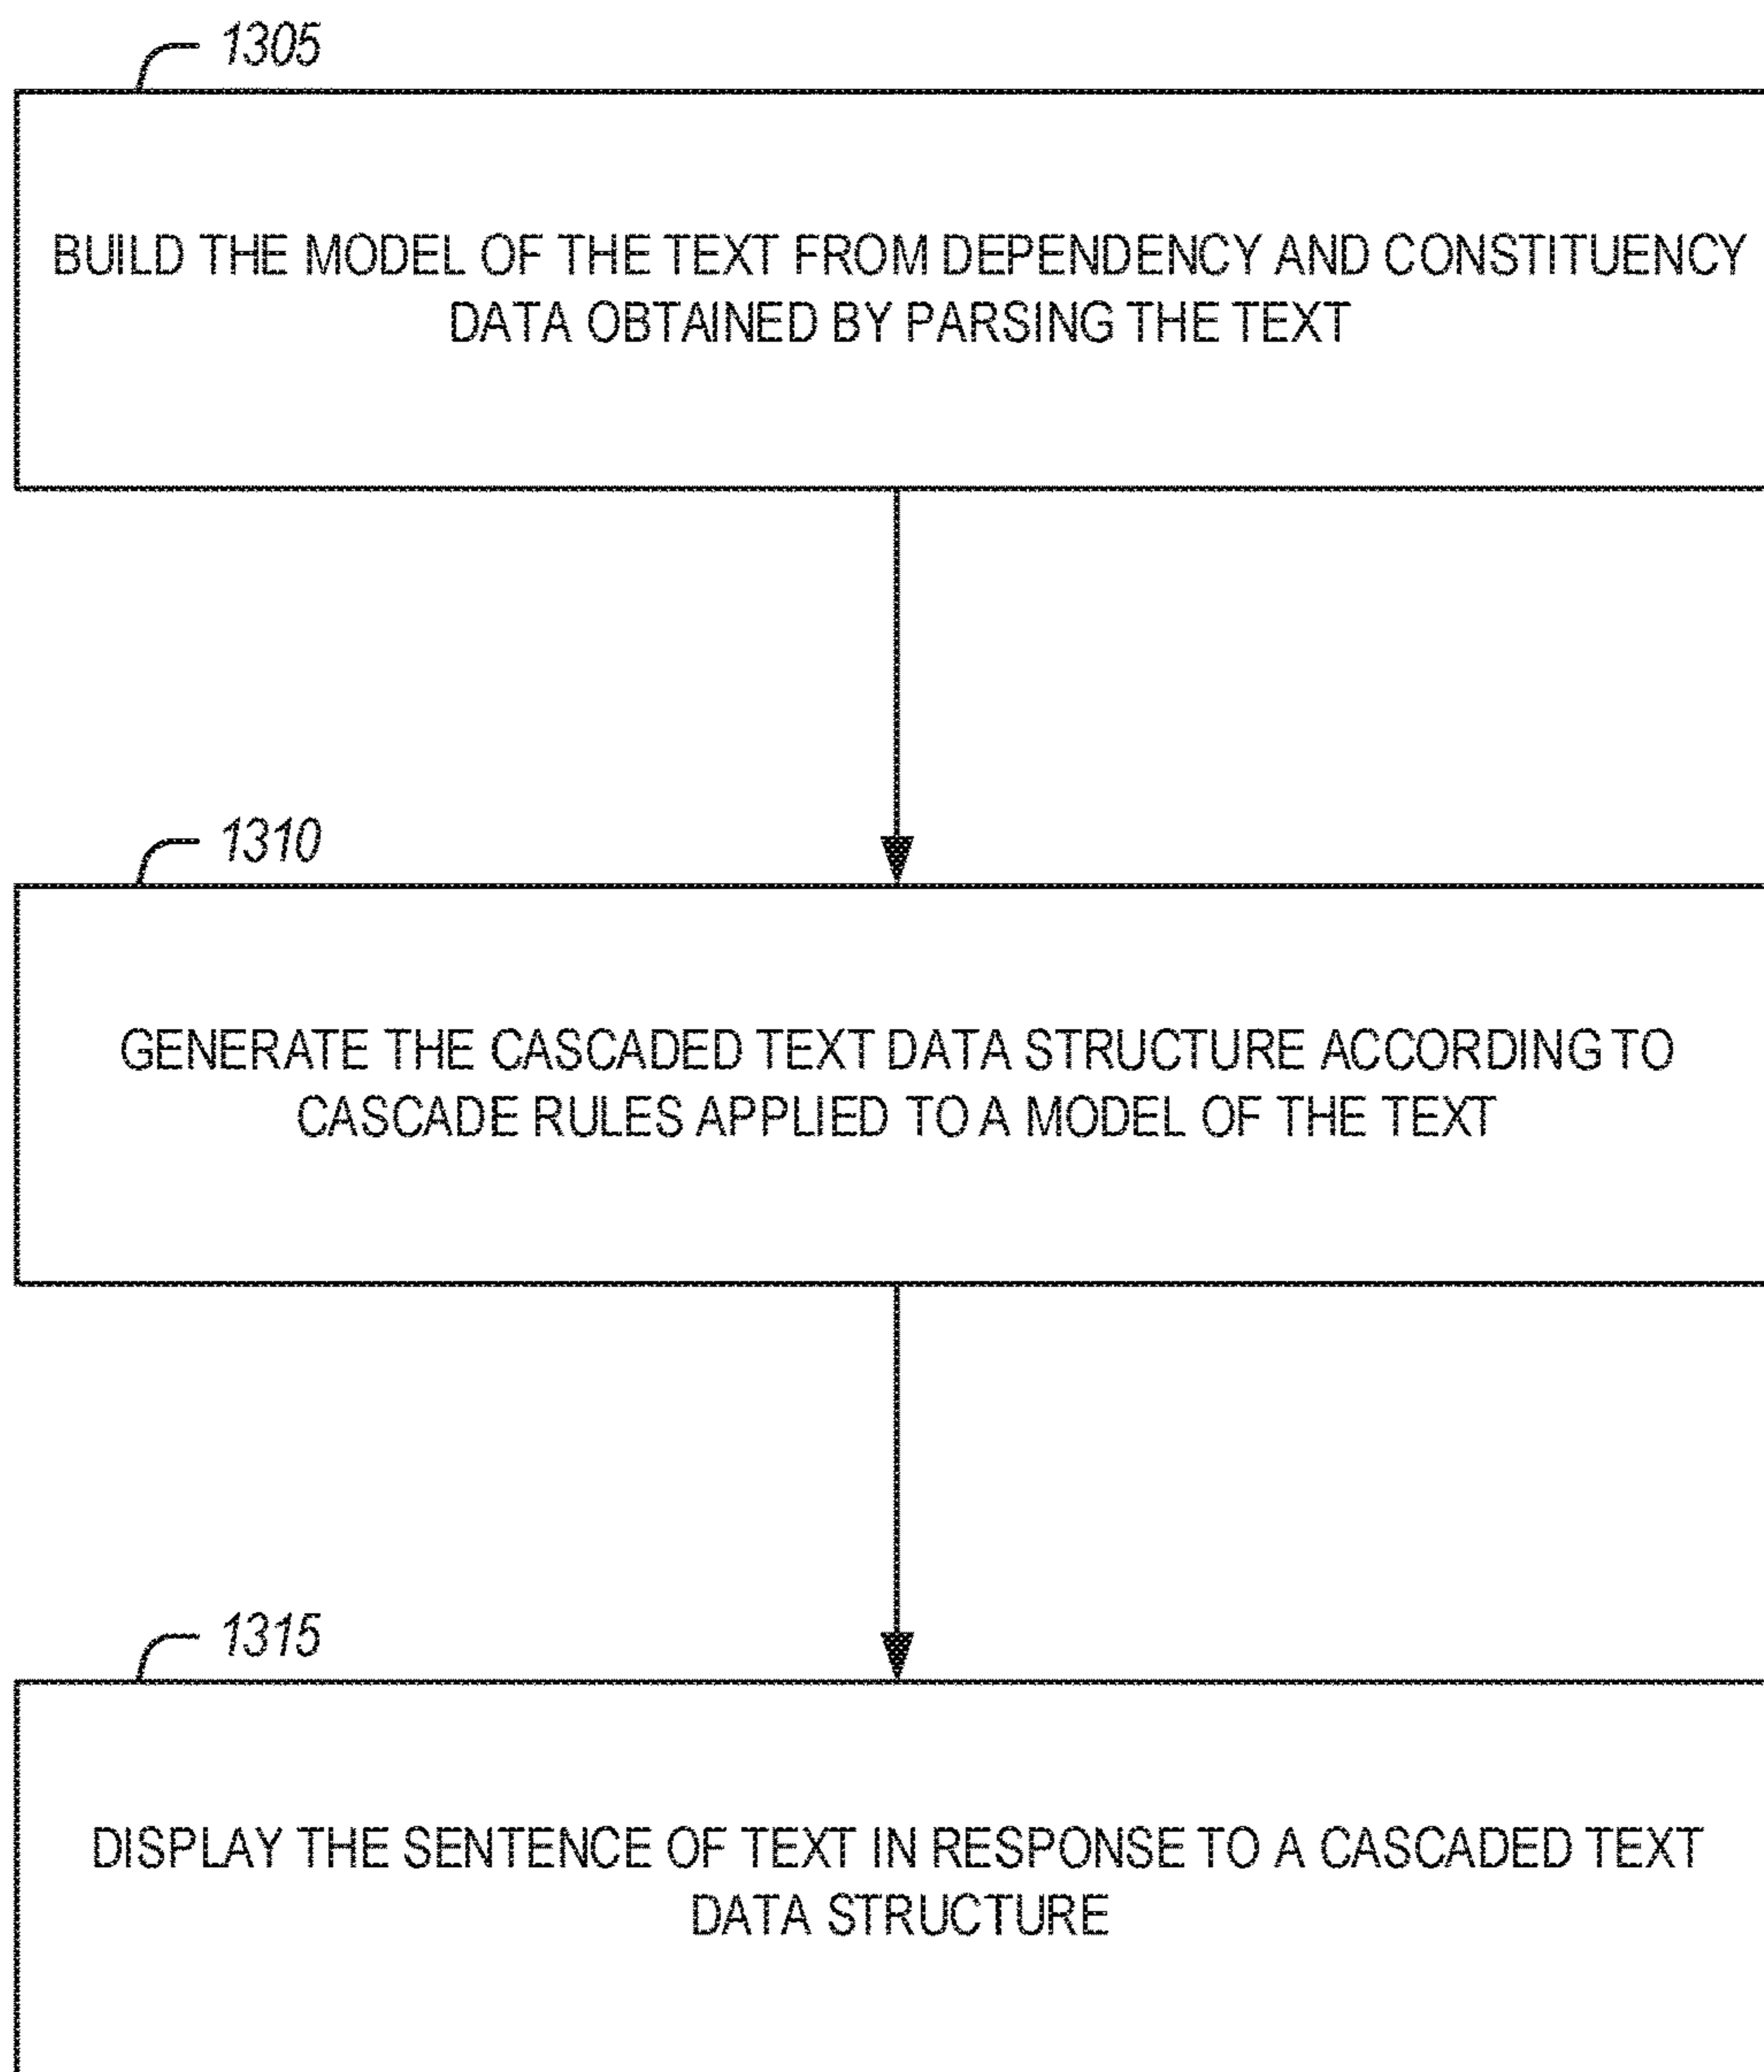 1305
BUILD THE MODEL OF THE TEXT FROM DEPENDENCY AND CONSTITUENCY
DATA OBTAINED BY PARSING THE TEXT
1310
GENERATE THE CASCADED TEXT DATA STRUCTURE ACCORDING TO
CASCADE RULES APPLIED TO A MODEL OF THE TEXT
1315
DISPLAY THE SENTENCE OF TEXT IN RESPONSE TO A CASCADED TEXT
DATA STRUCTURE